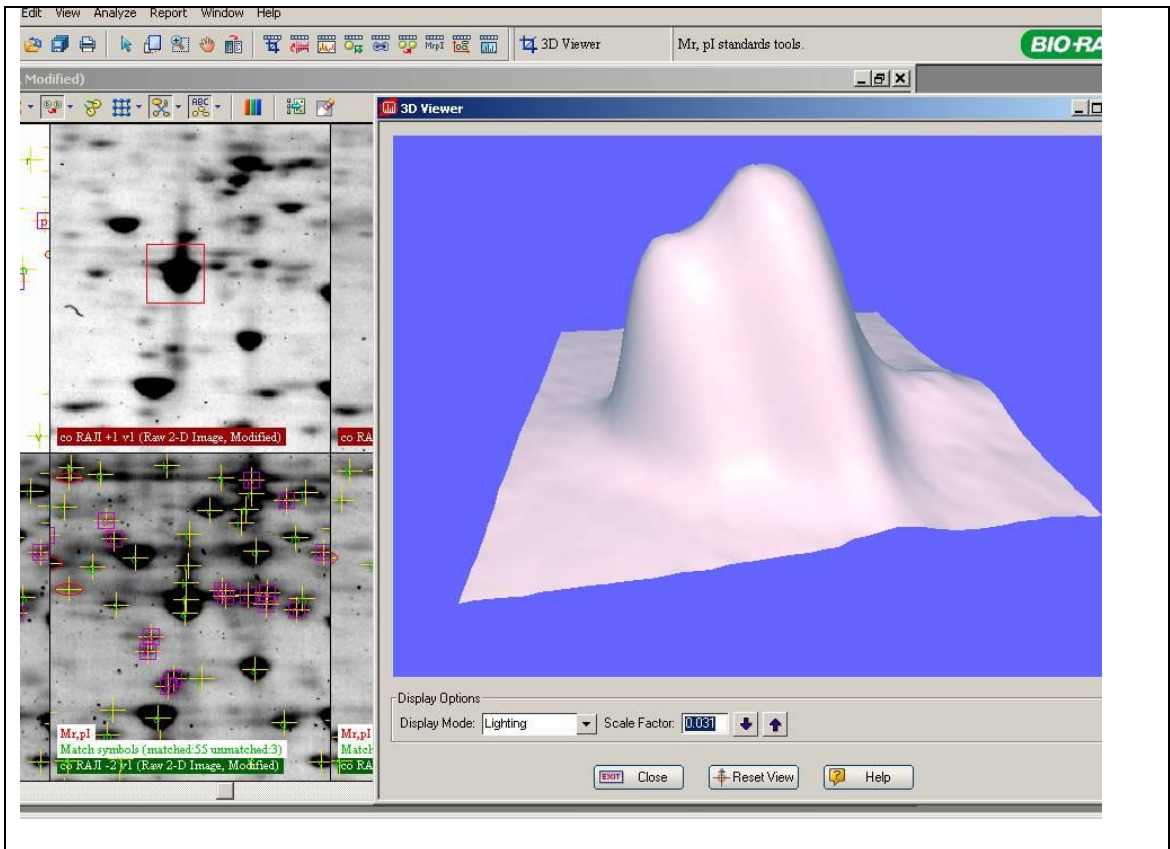 Edit View Analyze Report Window Help
MrpI
3D Viewer
Mr, pI standards tools.
BIO-RA
Modified)
ABC
3D Viewer
p
co RAJI +1 v1 (Raw 2-D Image, Modified)
co RA
v
Mr,pI
Match symbols (matched:55 unmatched:3)
co RAJI -2 v1 (Raw 2-D Image, Modified)
Mr,pI
Match
co RA
Display Options
Display Mode: Lighting
Scale Factor: 0.031
EXIT Close
Reset View
Help